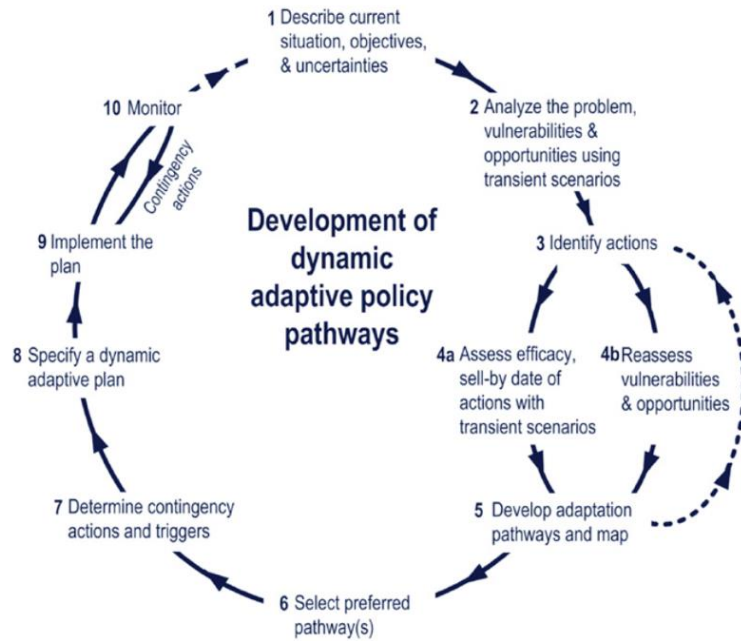 1 Describe current
situation, objectives,
& uncertainties
2 Analyze the problem,
vulnerabilities &
opportunities using
transient scenarios
3 Identify actions
4a Assess efficacy,
sell-by date of
actions with
transient scenarios
4b Reassess
vulnerabilities
& opportunities
5 Develop adaptation
pathways and map
6 Select preferred
pathway(s)
7 Determine contingency
actions and triggers
8 Specify a dynamic
adaptive plan
9 Implement the
plan
10 Monitor
Contingency
actions
Development of
dynamic
adaptive policy
pathways